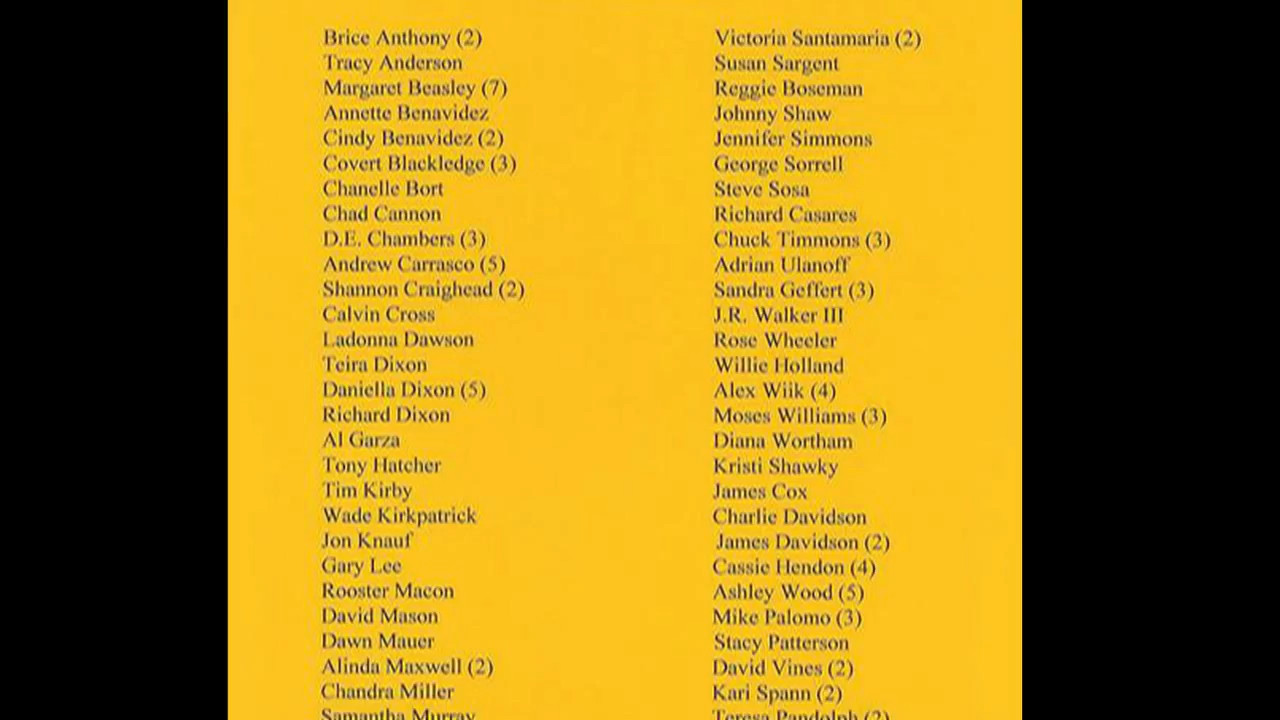 Brice Anthony (2)
Tracy Anderson
Margaret Beasley (7)
Annette Benavidez
Cindy Benavidez (2)
Covert Blackledge (3)
Chanelle Bort
Chad Cannon
D.E. Chambers (3)
Andrew Carrasco (5)
Shannon Craighead (2)
Calvin Cross
Ladonna Dawson
Teira Dixon
Daniella Dixon (5)
Richard Dixon
Al Garza
Tony Hatcher
Tim Kirby
Wade Kirkpatrick
Jon Knauf
Gary Lee
Rooster Macon
David Mason
Dawn Mauer
Alinda Maxwell (2)
Chandra Miller
Samantha Murray
Victoria Santamaria (2)
Susan Sargent
Reggie Boseman
Johnny Shaw
Jennifer Simmons
George Sorrell
Steve Sosa
Richard Casares
Chuck Timmons (3)
Adrian Ulanoff
Sandra Geffert (3)
J.R. Walker III
Rose Wheeler
Willie Holland
Alex Wiik (4)
Moses Williams (3)
Diana Wortham
Kristi Shawky
James Cox
Charlie Davidson
James Davidson (2)
Cassie Hendon (4)
Ashley Wood (5)
Mike Palomo (3)
Stacy Patterson
David Vines (2)
Kari Spann (2)
Teresa Pandolph (2)